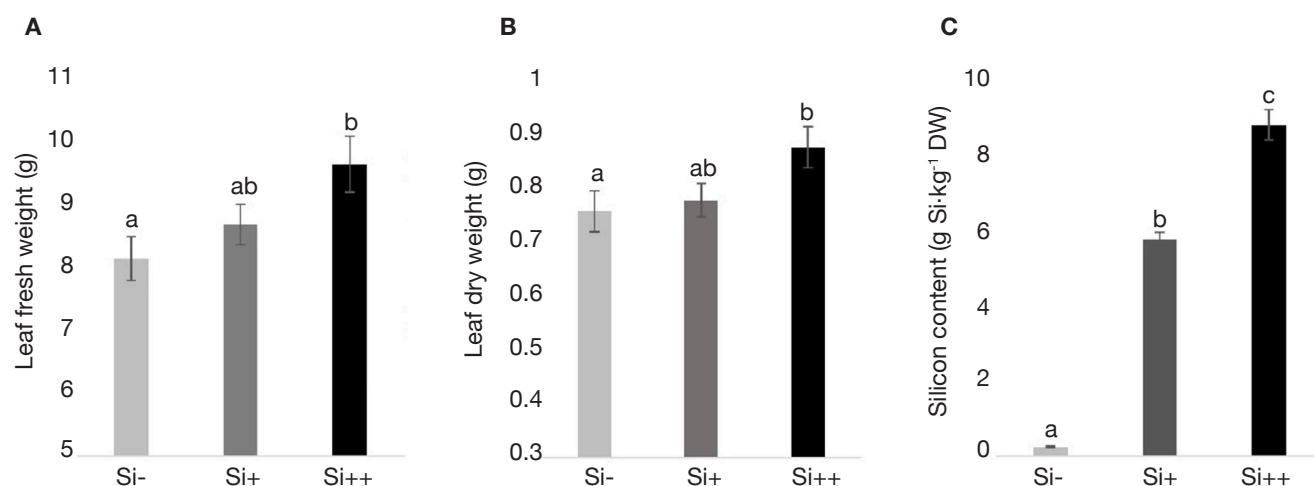 A
Leaf fresh weight (g)
11
10
9
8
7
6
5
a
ab
b
Si-
Si+
Si++
B
Leaf dry weight (g)
1
0.9
0.8
0.7
0.6
0.5
0.4
0.3
a
ab
b
Si-
Si+
Si++
C
Silicon content (g Si·kg⁻¹ DW)
10
8
6
4
2
0
a
b
c
Si-
Si+
Si++